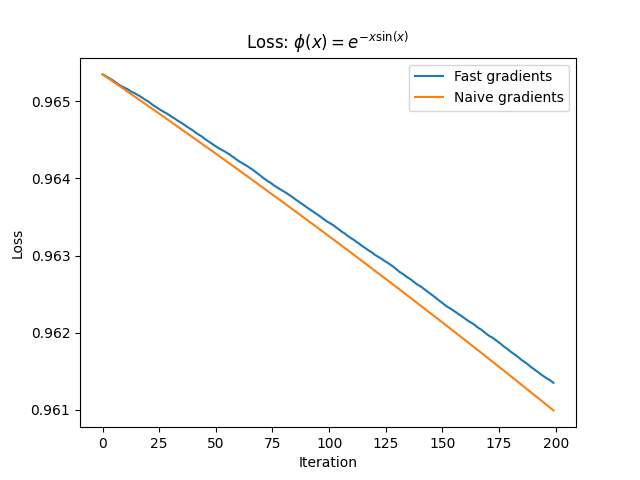 Loss: ϕ(x) = e^{-x sin(x)}
Fast gradients
Naive gradients
0.965
0.964
0.963
0.962
0.961
Loss
0 25 50 75 100 125 150 175 200
Iteration